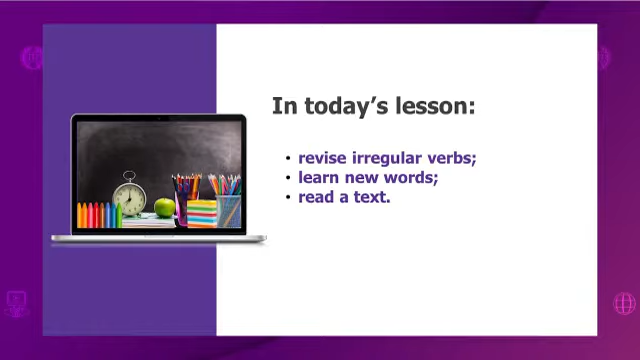 In today's lesson:
• revise irregular verbs;
• learn new words;
• read a text.